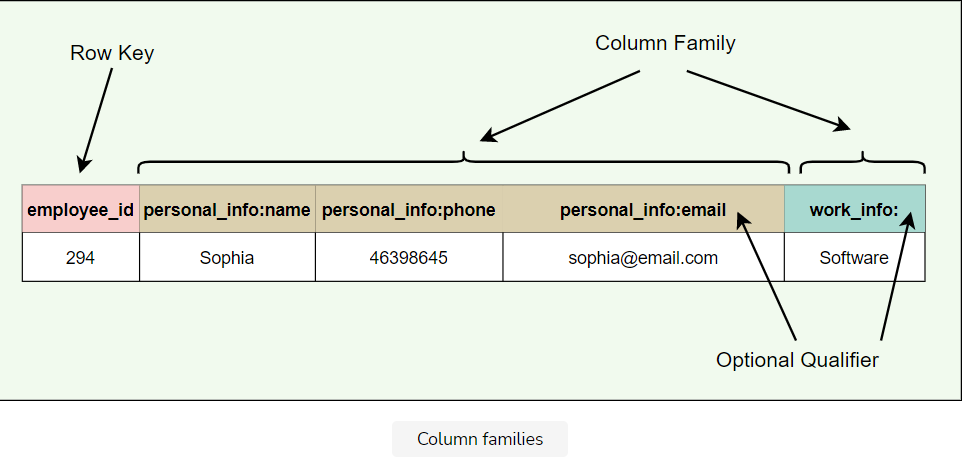 Row Key
Column Family
employee_id personal_info:name personal_info:phone personal_info:email work_info:
294 Sophia 46398645 sophia@email.com Software
Optional Qualifier
Column families